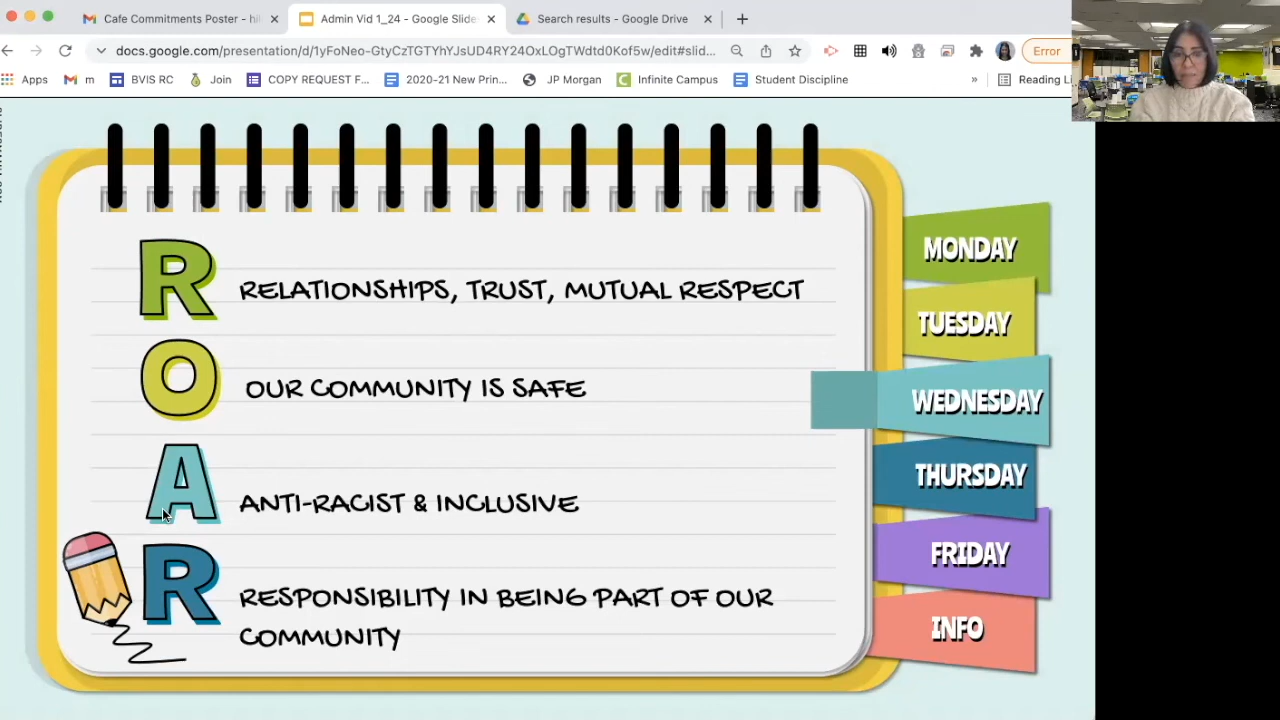 Cafe Commitments Poster - hi
Admin Vid 1_24 - Google Slide
Search results - Google Drive
docs.google.com/presentation/d/1yFoNeo-GtyCzTGTYhYJsUD4RY24OxLOgTWdtd0Kof5w/edit#slid...
Error
Apps
m
BVIS RC
Join
COPY REQUEST F...
2020-21 New Prin...
JP Morgan
Infinite Campus
Student Discipline
»
Reading Li
R RELATIONSHIPS, TRUST, MUTUAL RESPECT
O OUR COMMUNITY IS SAFE
A ANTI-RACIST & INCLUSIVE
R RESPONSIBILITY IN BEING PART OF OUR
COMMUNITY
MONDAY
TUESDAY
WEDNESDAY
THURSDAY
FRIDAY
INFO